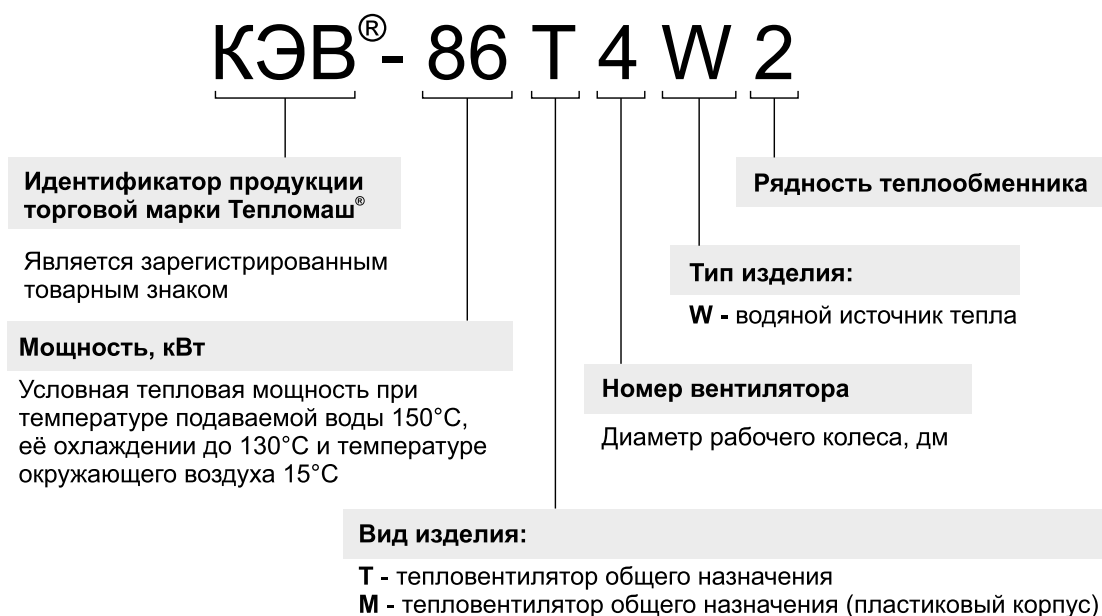 КЭВ®- 86 Т 4 W 2
Идентификатор продукции
торговой марки Тепломаш®
Является зарегистрированным
товарным знаком
Рядность теплообменника
Тип изделия:
W - водяной источник тепла
Мощность, кВт
Условная тепловая мощность при
температуре подаваемой воды 150°С,
её охлаждении до 130°С и температуре
окружающего воздуха 15°С
Номер вентилятора
Диаметр рабочего колеса, дм
Вид изделия:
Т - тепловентилятор общего назначения
М - тепловентилятор общего назначения (пластиковый корпус)